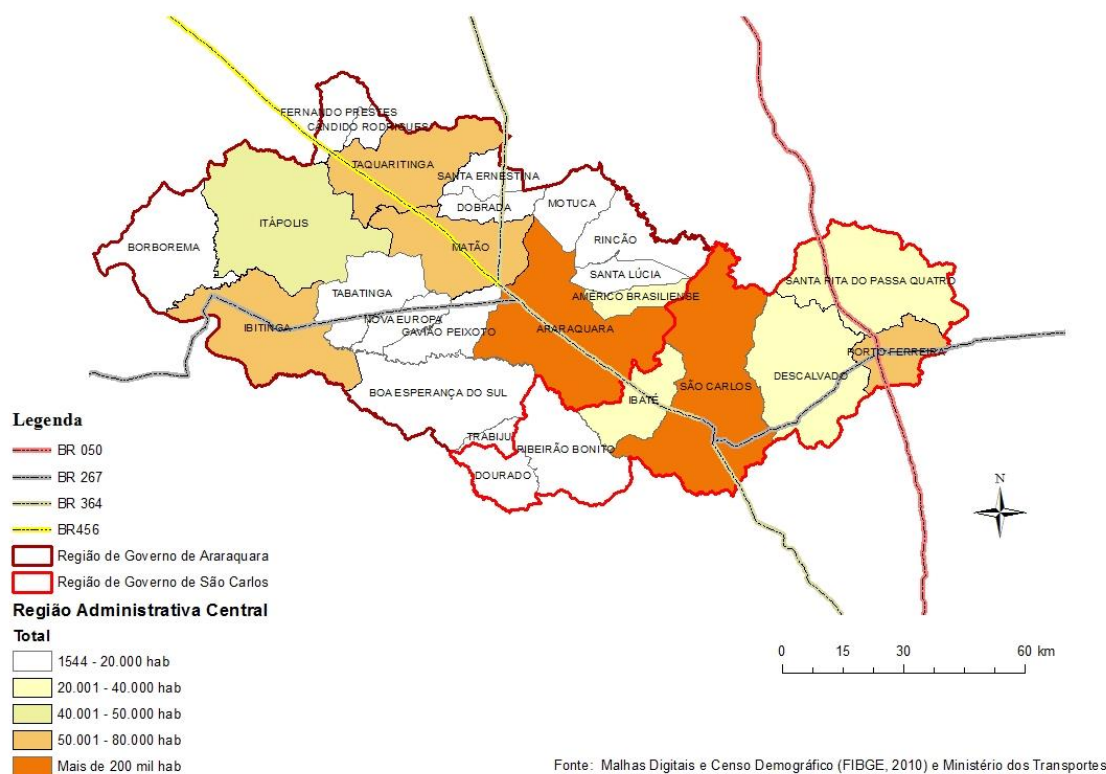 FERNANDO PRESTES
CANDIDO RODRIGUES
TAQUARITINGA
SANTA ERNESTINA
DOBRADA
MOTUCA
ITÁPOLIS
BORBOREMA
MATÃO
RINCÃO
SANTA LÚCIA
SANTA RITA DO PASSA QUATRO
TABATINGA
AMÉRICO BRASILIENSE
NOVA EUROPA
IBITINGA
GAVIÃO PEIXOTO
ARARAQUARA
PORTO FERREIRA
DESCALVADO
SÃO CARLOS
BOA ESPERANÇA DO SUL
IBATÉ
TRABIJU
RIBEIRÃO BONITO
DOURADO
N
Legenda
BR 050
BR 267
BR 364
BR456
Região de Governo de Araraquara
Região de Governo de São Carlos
Região Administrativa Central
Total
1544 - 20.000 hab
20.001 - 40.000 hab
40.001 - 50.000 hab
50.001 - 80.000 hab
Mais de 200 mil hab
0 15 30 60 km
Fonte: Malhas Digitais e Censo Demográfico (FIBGE, 2010) e Ministério dos Transportes